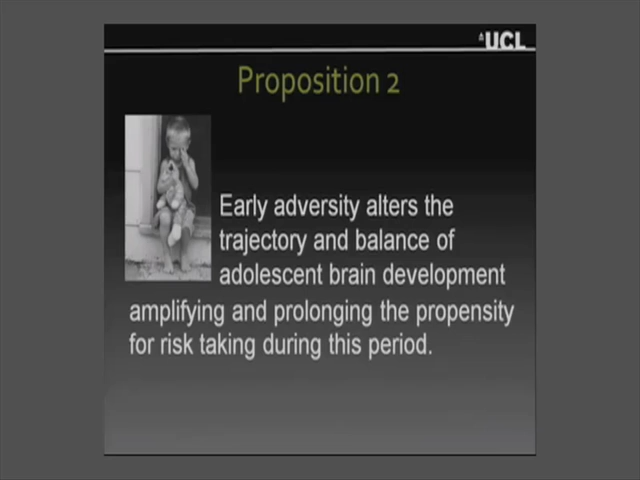 UCL
Proposition 2
Early adversity alters the
trajectory and balance of
adolescent brain development
amplifying and prolonging the propensity
for risk taking during this period.